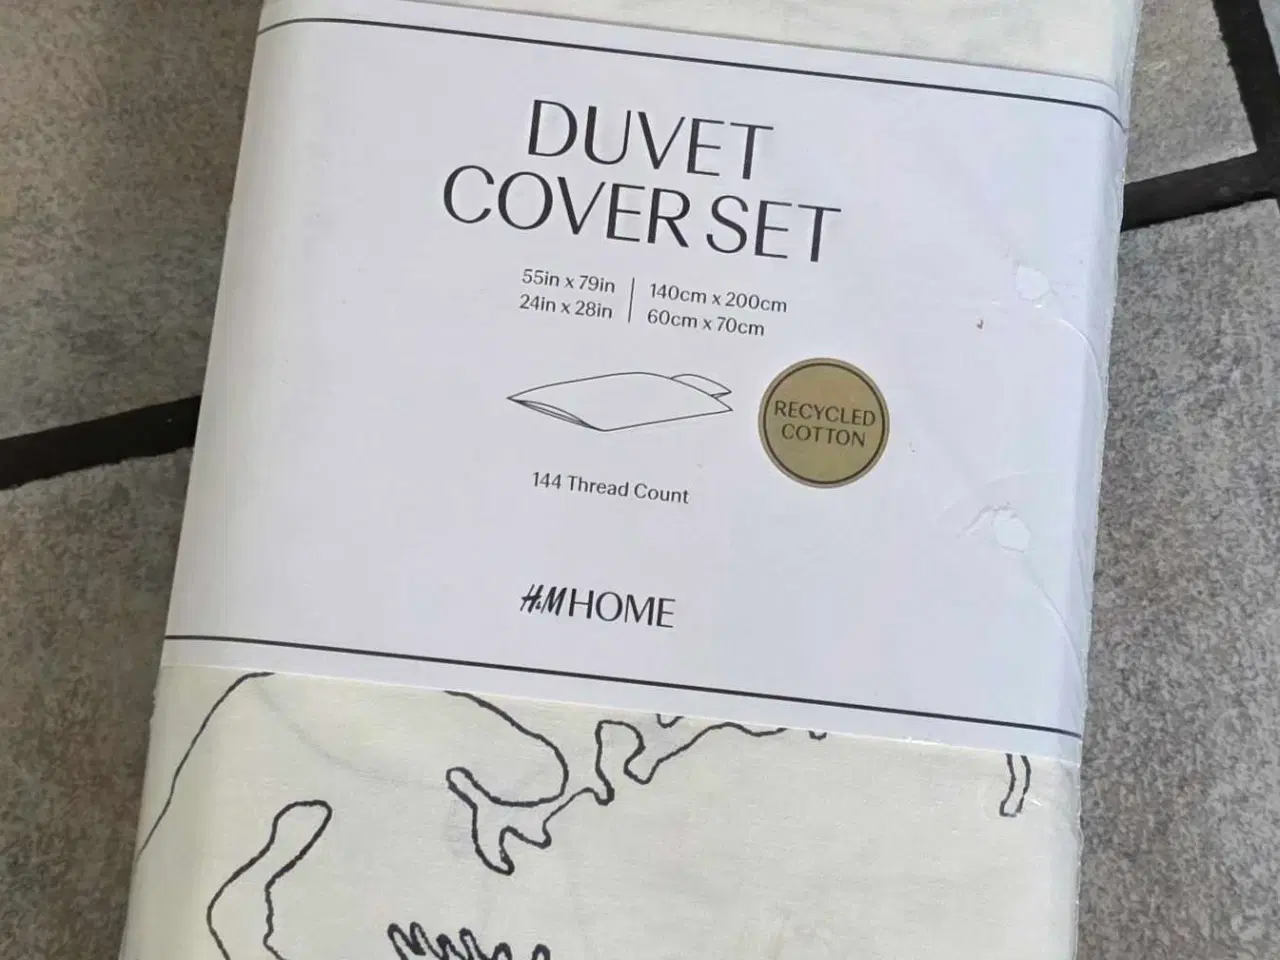 DUVET
COVER SET
55in x 79in | 140cm x 200cm
24in x 28in | 60cm x 70cm
RECYCLED
COTTON
144 Thread Count
H&M HOME